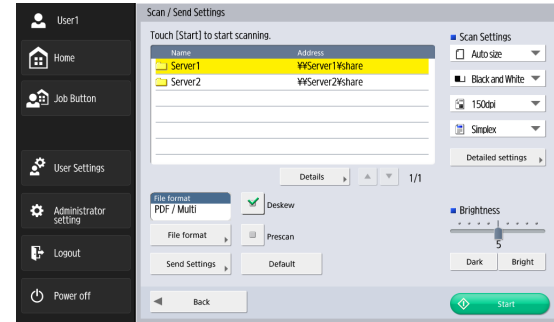 User1
Home
Job Button
User Settings
Administrator
setting
Logout
Power off
Scan / Send Settings
Touch [Start] to start scanning.
Name Address
Server1 ¥¥Server1¥share
Server2 ¥¥Server2¥share
Details 1/1
File format
PDF / Multi
Deskew
File format
Prescan
Send Settings
Default
Back
Scan Settings
Auto size
Black and White
150dpi
Simplex
Detailed settings
Brightness
5
Dark Bright
Start